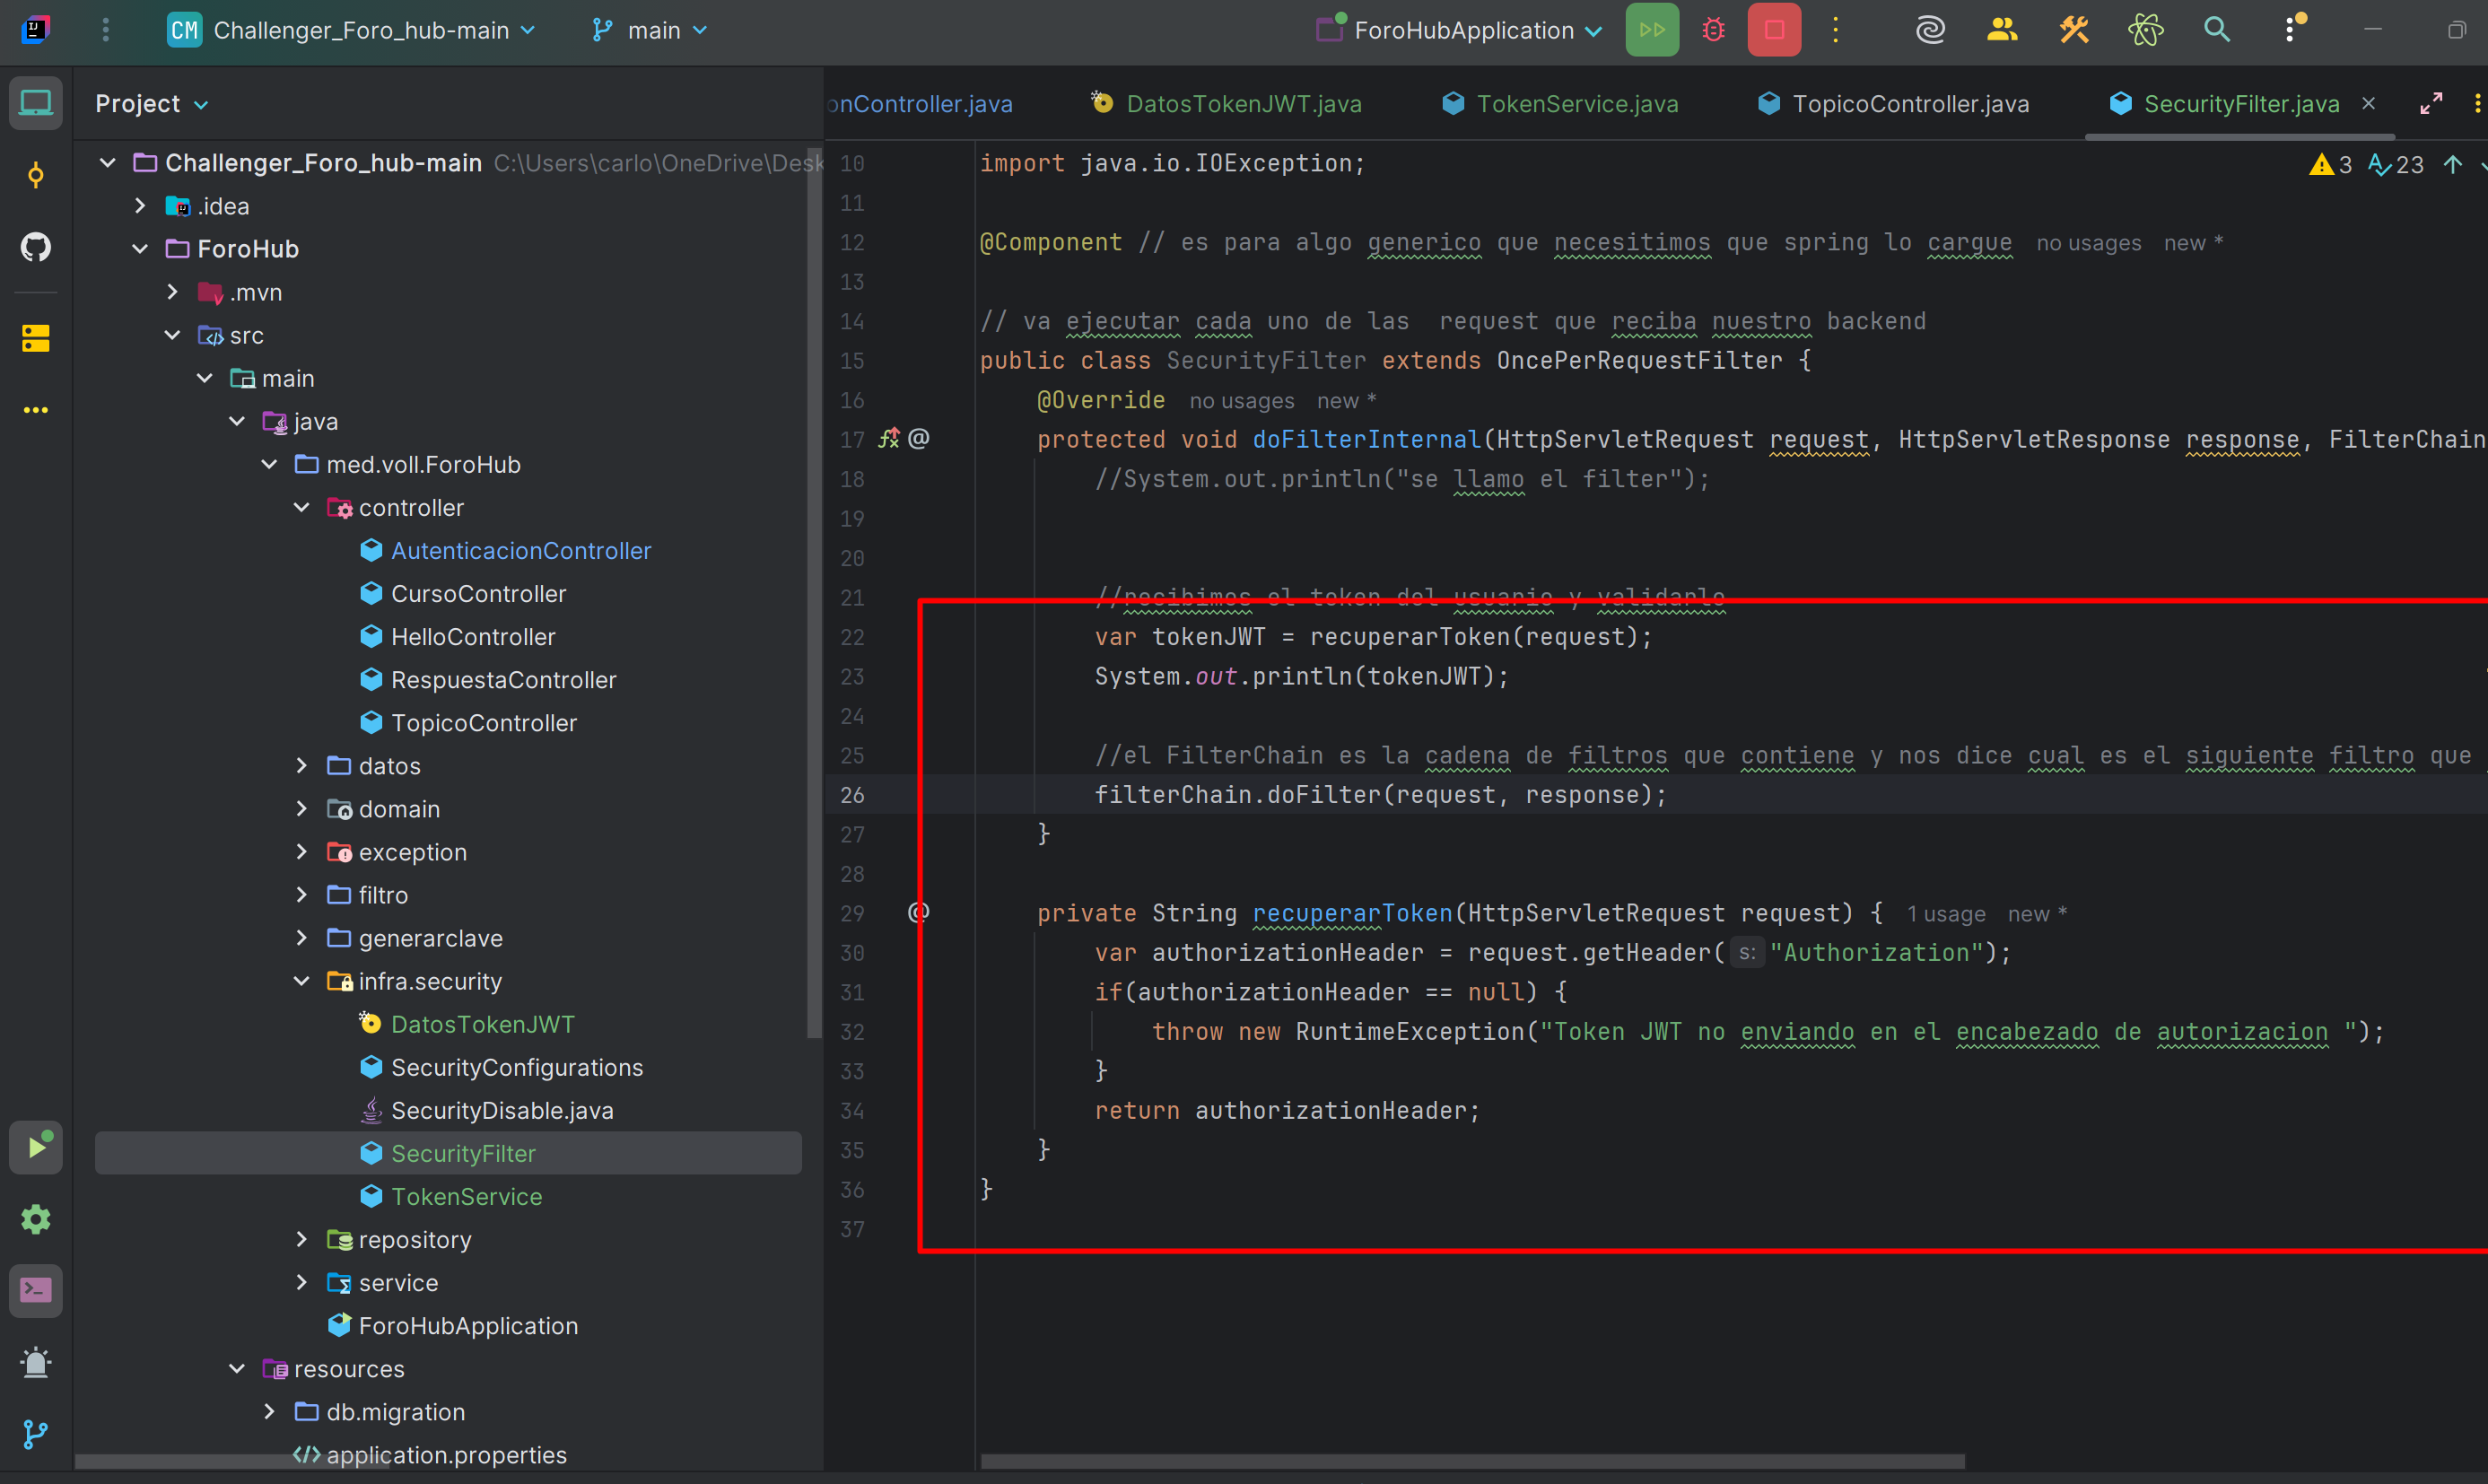 CM Challenger_Foro_hub-main main ForoHubApplication
Project
onController.java DatosTokenJWT.java TokenService.java TopicoController.java SecurityFilter.java
Challenger_Foro_hub-main C:\Users\carlo\OneDrive\Desk
.idea
ForoHub
.mvn
src
main
java
med.voll.ForoHub
controller
AutenticacionController
CursoController
HelloController
RespuestaController
TopicoController
datos
domain
exception
filtro
generarclave
infra.security
DatosTokenJWT
SecurityConfigurations
SecurityDisable.java
SecurityFilter
TokenService
repository
service
ForoHubApplication
resources
db.migration
application.properties
3 23
10 import java.io.IOException;
11
12 @Component // es para algo generico que necesitimos que spring lo cargue no usages new *
13
14 // va ejecutar cada uno de las  request que reciba nuestro backend
15 public class SecurityFilter extends OncePerRequestFilter {
16 @Override no usages new *
17 protected void doFilterInternal(HttpServletRequest request, HttpServletResponse response, FilterChain
18 //System.out.println("se llamo el filter");
19
20
21 //recibimos el token del usuario y validarlo
22 var tokenJWT = recuperarToken(request);
23 System.out.println(tokenJWT);
24
25 //el FilterChain es la cadena de filtros que contiene y nos dice cual es el siguiente filtro que
26 filterChain.doFilter(request, response);
27 }
28
29 private String recuperarToken(HttpServletRequest request) { 1 usage new *
30 var authorizationHeader = request.getHeader( s: "Authorization");
31 if(authorizationHeader == null) {
32 throw new RuntimeException("Token JWT no enviando en el encabezado de autorizacion ");
33 }
34 return authorizationHeader;
35 }
36 }
37